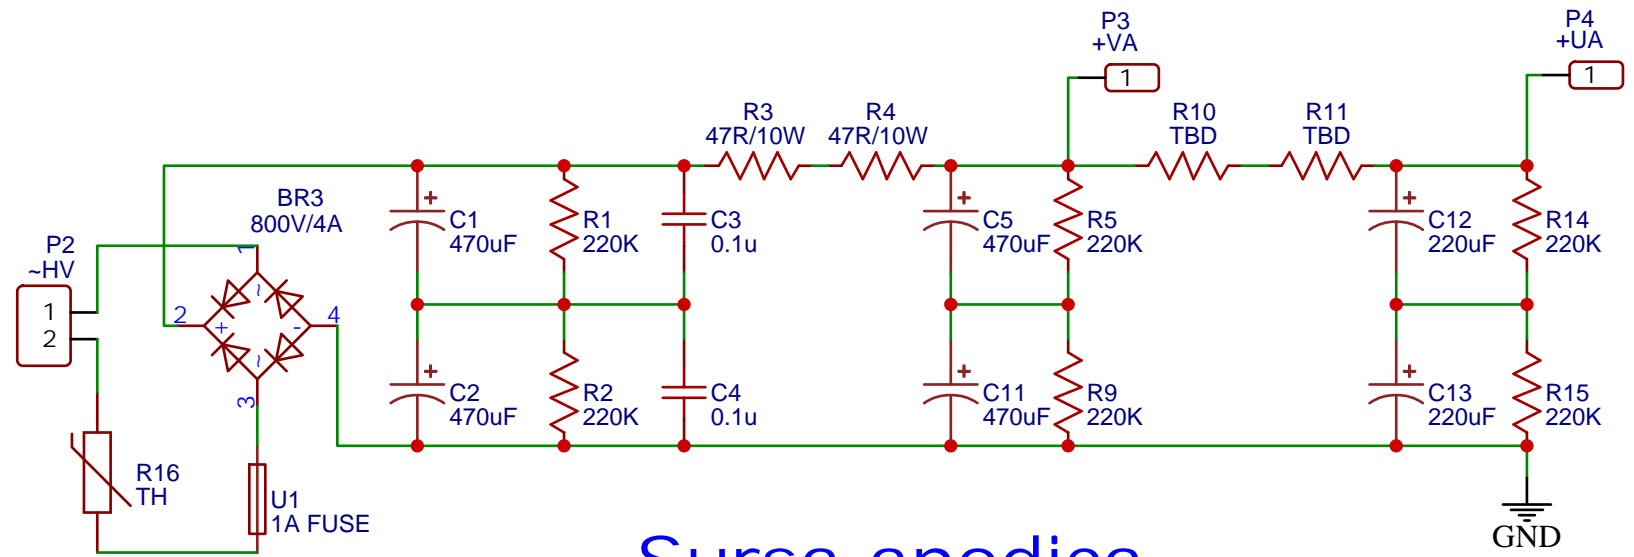 P3
+VA
1
P4
+UA
1
R3
47R/10W
R4
47R/10W
R10
TBD
R11
TBD
BR3
800V/4A
P2
~HV
1
2
1
2
3
4
~
+
-
~
C1
470uF
R1
220K
C3
0.1u
C5
470uF
R5
220K
C12
220uF
R14
220K
C2
470uF
R2
220K
C4
0.1u
C11
470uF
R9
220K
C13
220uF
R15
220K
R16
TH
U1
1A FUSE
GND